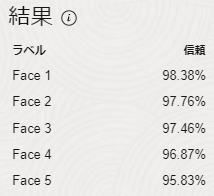 結果
ラベル 信頼
Face 1 98.38%
Face 2 97.76%
Face 3 97.46%
Face 4 96.87%
Face 5 95.83%